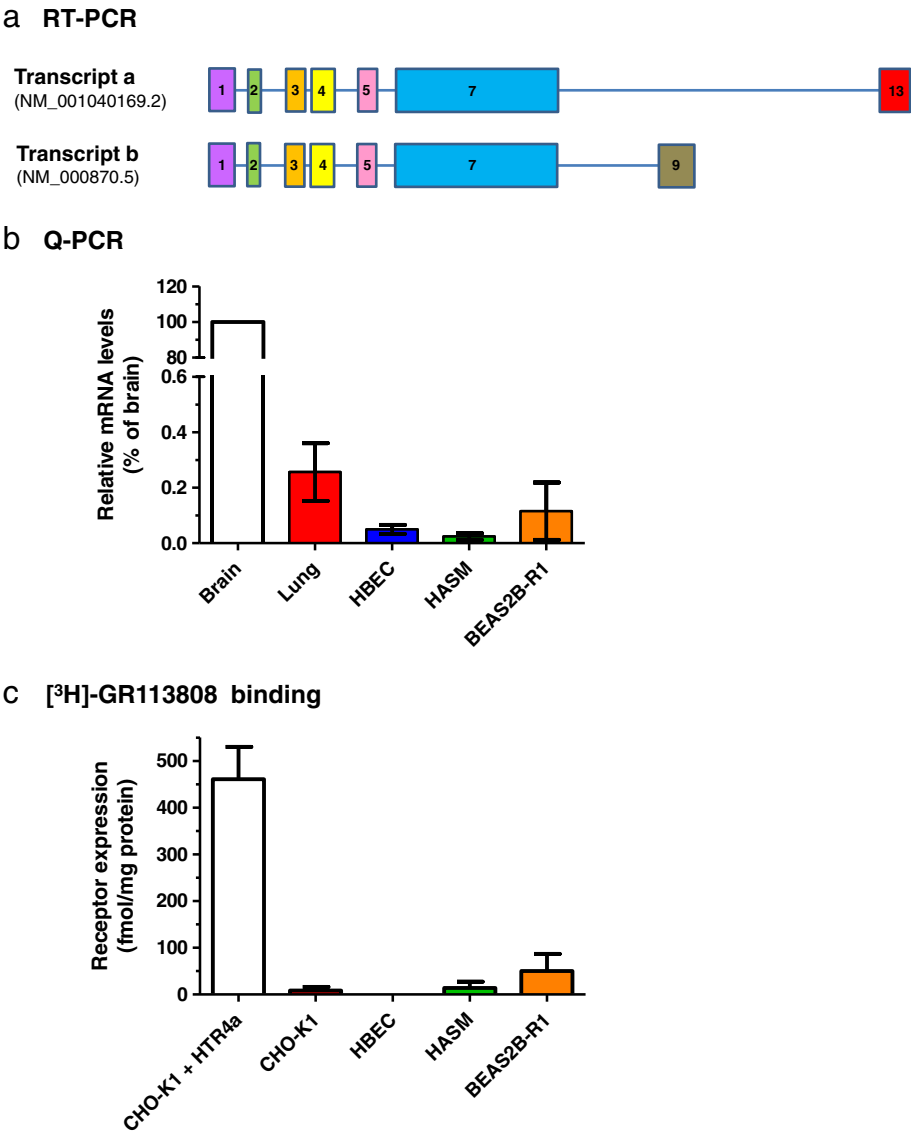 a RT-PCR
Transcript a
(NM_001040169.2)
1 2 3 4 5 7 13
Transcript b
(NM_000870.5)
1 2 3 4 5 7 9
b Q-PCR
Relative mRNA levels
(% of brain)
120
100
80
0.6
0.4
0.2
0.0
Brain
Lung
HBEC
HASM
BEAS2B-R1
c [³H]-GR113808 binding
Receptor expression
(fmol/mg protein)
500
400
300
200
100
0
CHO-K1 + HTR4a
CHO-K1
HBEC
HASM
BEAS2B-R1